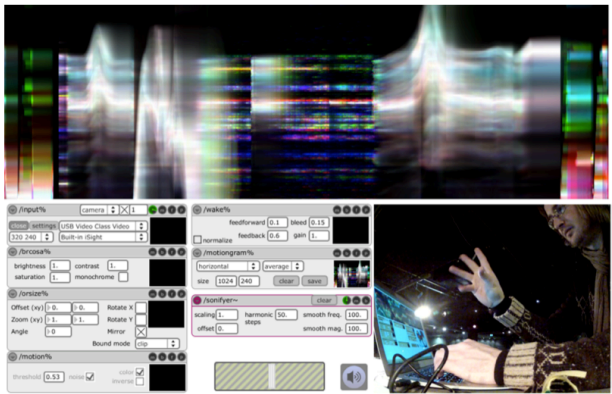 /input%
camera
1
close settings USB Video Class Video
320 240 Built-in iSight
/brcosa%
brightness 1. contrast 1.
saturation 1. monochrome
/orsize%
Offset (xy) 0. 0. Rotate X
Zoom (xy) 1. 1. Rotate Y
Angle 0 Mirror
Bound mode clip
/motion%
threshold 0.53 noise color
inverse
/wake%
feedforward 0.1 bleed 0.15
feedback 0.6 gain 1.
normalize
/motiongram%
horizontal average
size 1024 240 clear save
/sonifyer~ clear
scaling 1. harmonic steps 50. smooth freq. 100.
offset 0. smooth mag. 100.